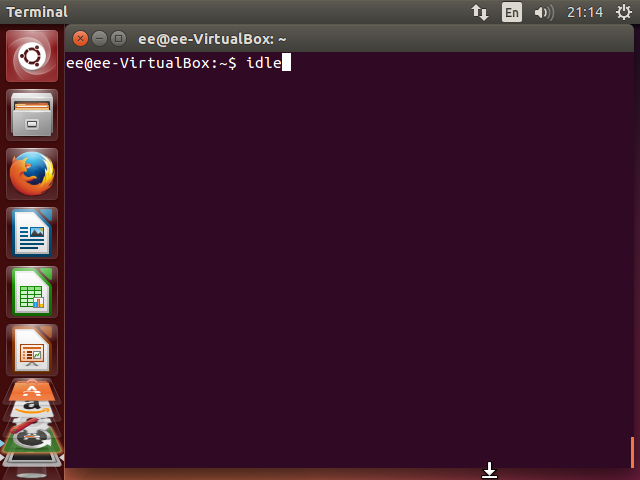 Terminal
En
21:14
ee@ee-VirtualBox: ~
ee@ee-VirtualBox:~$ idle